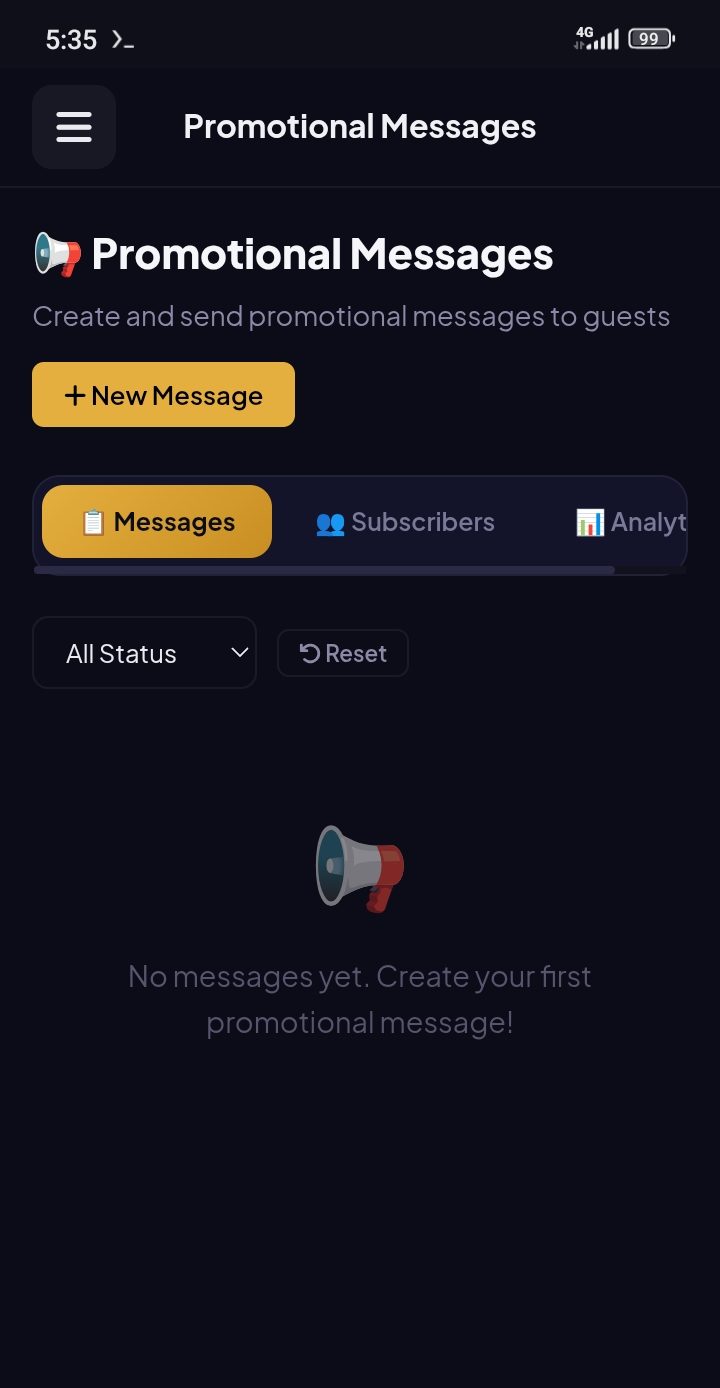 5:35
4G
99
Promotional Messages
📢 Promotional Messages
Create and send promotional messages to guests
+ New Message
📋 Messages 👥 Subscribers 📊 Analyt
All Status Reset
No messages yet. Create your first
promotional message!